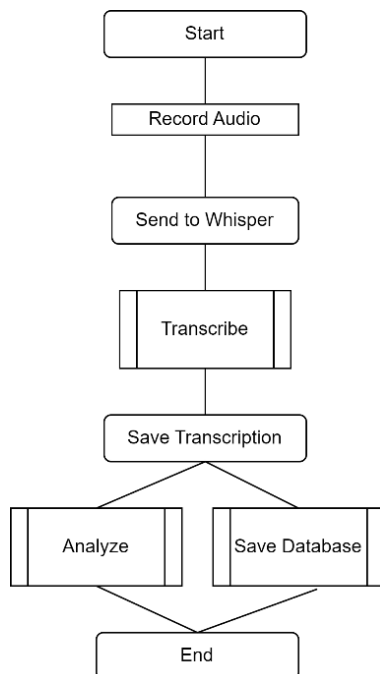 Start
Record Audio
Send to Whisper
Transcribe
Save Transcription
Analyze
Save Database
End